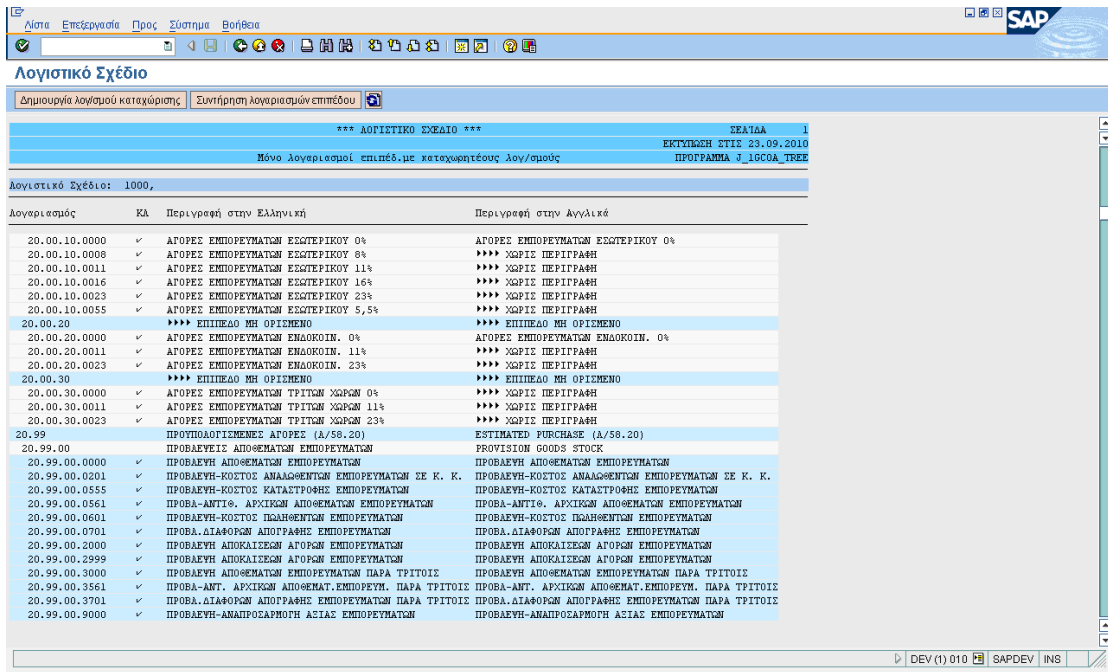 Λίστα Επεξεργασία Προς Σύστημα Βοήθεια
SAP
Λογιστικό Σχέδιο
Δημιουργία λογ/σμού καταχώρισης Συντήρηση λογαριασμών επιπέδου
*** ΛΟΓΙΣΤΙΚΟ ΣΧΕΔΙΟ *** ΣΕΛΊΔΑ 1
ΕΚΤΥΠΩΣΗ ΣΤΙΣ 23.09.2010
Μόνο λογαριασμοί επιπέδ.με καταχωρητέους λογ/σμούς ΠΡΟΓΡΑΜΜΑ J_1GCOA_TREE
Λογιστικό Σχέδιο: 1000,
Λογαριασμός ΚΛ Περιγραφή στην Ελληνική Περιγραφή στην Αγγλικά
20.00.10.0000 ✓ ΑΓΟΡΕΣ ΕΜΠΟΡΕΥΜΑΤΩΝ ΕΣΩΤΕΡΙΚΟΥ 0% ΑΓΟΡΕΣ ΕΜΠΟΡΕΥΜΑΤΩΝ ΕΣΩΤΕΡΙΚΟΥ 0%
20.00.10.0008 ✓ ΑΓΟΡΕΣ ΕΜΠΟΡΕΥΜΑΤΩΝ ΕΣΩΤΕΡΙΚΟΥ 8% ΧΩΡΙΣ ΠΕΡΙΓΡΑΦΗ
20.00.10.0011 ✓ ΑΓΟΡΕΣ ΕΜΠΟΡΕΥΜΑΤΩΝ ΕΣΩΤΕΡΙΚΟΥ 11% ΧΩΡΙΣ ΠΕΡΙΓΡΑΦΗ
20.00.10.0016 ✓ ΑΓΟΡΕΣ ΕΜΠΟΡΕΥΜΑΤΩΝ ΕΣΩΤΕΡΙΚΟΥ 16% ΧΩΡΙΣ ΠΕΡΙΓΡΑΦΗ
20.00.10.0023 ✓ ΑΓΟΡΕΣ ΕΜΠΟΡΕΥΜΑΤΩΝ ΕΣΩΤΕΡΙΚΟΥ 23% ΧΩΡΙΣ ΠΕΡΙΓΡΑΦΗ
20.00.10.0055 ✓ ΑΓΟΡΕΣ ΕΜΠΟΡΕΥΜΑΤΩΝ ΕΣΩΤΕΡΙΚΟΥ 5,5% ΧΩΡΙΣ ΠΕΡΙΓΡΑΦΗ
20.00.20 ΕΠΙΠΕΔΟ ΜΗ ΟΡΙΣΜΕΝΟ ΕΠΙΠΕΔΟ ΜΗ ΟΡΙΣΜΕΝΟ
20.00.20.0000 ✓ ΑΓΟΡΕΣ ΕΜΠΟΡΕΥΜΑΤΩΝ ΕΝΔΟΚΟΙΝ. 0% ΑΓΟΡΕΣ ΕΜΠΟΡΕΥΜΑΤΩΝ ΕΝΔΟΚΟΙΝ. 0%
20.00.20.0011 ✓ ΑΓΟΡΕΣ ΕΜΠΟΡΕΥΜΑΤΩΝ ΕΝΔΟΚΟΙΝ. 11% ΧΩΡΙΣ ΠΕΡΙΓΡΑΦΗ
20.00.20.0023 ✓ ΑΓΟΡΕΣ ΕΜΠΟΡΕΥΜΑΤΩΝ ΕΝΔΟΚΟΙΝ. 23% ΧΩΡΙΣ ΠΕΡΙΓΡΑΦΗ
20.00.30 ΕΠΙΠΕΔΟ ΜΗ ΟΡΙΣΜΕΝΟ ΕΠΙΠΕΔΟ ΜΗ ΟΡΙΣΜΕΝΟ
20.00.30.0000 ✓ ΑΓΟΡΕΣ ΕΜΠΟΡΕΥΜΑΤΩΝ ΤΡΙΤΩΝ ΧΩΡΩΝ 0% ΧΩΡΙΣ ΠΕΡΙΓΡΑΦΗ
20.00.30.0011 ✓ ΑΓΟΡΕΣ ΕΜΠΟΡΕΥΜΑΤΩΝ ΤΡΙΤΩΝ ΧΩΡΩΝ 11% ΧΩΡΙΣ ΠΕΡΙΓΡΑΦΗ
20.00.30.0023 ✓ ΑΓΟΡΕΣ ΕΜΠΟΡΕΥΜΑΤΩΝ ΤΡΙΤΩΝ ΧΩΡΩΝ 23% ΧΩΡΙΣ ΠΕΡΙΓΡΑΦΗ
20.99 ΠΡΟΥΠΟΛΟΓΙΣΜΕΝΕΣ ΑΓΟΡΕΣ (Λ/58.20) ESTIMATED PURCHASE (Λ/58.20)
20.99.00 ΠΡΟΒΛΕΨΕΙΣ ΑΠΟΘΕΜΑΤΩΝ ΕΜΠΟΡΕΥΜΑΤΩΝ PROVISION GOODS STOCK
20.99.00.0000 ✓ ΠΡΟΒΛΕΨΗ ΑΠΟΘΕΜΑΤΩΝ ΕΜΠΟΡΕΥΜΑΤΩΝ ΠΡΟΒΛΕΨΗ ΑΠΟΘΕΜΑΤΩΝ ΕΜΠΟΡΕΥΜΑΤΩΝ
20.99.00.0201 ✓ ΠΡΟΒΛΕΨΗ-ΚΟΣΤΟΣ ΑΝΑΛΩΘΕΝΤΩΝ ΕΜΠΟΡΕΥΜΑΤΩΝ ΣΕ Κ. Κ. ΠΡΟΒΛΕΨΗ-ΚΟΣΤΟΣ ΑΝΑΛΩΘΕΝΤΩΝ ΕΜΠΟΡΕΥΜΑΤΩΝ ΣΕ Κ. Κ.
20.99.00.0555 ✓ ΠΡΟΒΛΕΨΗ-ΚΟΣΤΟΣ ΚΑΤΑΣΤΡΟΦΗΣ ΕΜΠΟΡΕΥΜΑΤΩΝ ΠΡΟΒΛΕΨΗ-ΚΟΣΤΟΣ ΚΑΤΑΣΤΡΟΦΗΣ ΕΜΠΟΡΕΥΜΑΤΩΝ
20.99.00.0561 ✓ ΠΡΟΒΛ-ΑΝΤΙΘ. ΑΡΧΙΚΩΝ ΑΠΟΘΕΜΑΤΩΝ ΕΜΠΟΡΕΥΜΑΤΩΝ ΠΡΟΒΛ-ΑΝΤΙΘ. ΑΡΧΙΚΩΝ ΑΠΟΘΕΜΑΤΩΝ ΕΜΠΟΡΕΥΜΑΤΩΝ
20.99.00.0601 ✓ ΠΡΟΒΛΕΨΗ-ΚΟΣΤΟΣ ΠΩΛΗΘΕΝΤΩΝ ΕΜΠΟΡΕΥΜΑΤΩΝ ΠΡΟΒΛΕΨΗ-ΚΟΣΤΟΣ ΠΩΛΗΘΕΝΤΩΝ ΕΜΠΟΡΕΥΜΑΤΩΝ
20.99.00.0701 ✓ ΠΡΟΒΛ.ΔΙΑΦΟΡΩΝ ΑΠΟΓΡΑΦΗΣ ΕΜΠΟΡΕΥΜΑΤΩΝ ΠΡΟΒΛ.ΔΙΑΦΟΡΩΝ ΑΠΟΓΡΑΦΗΣ ΕΜΠΟΡΕΥΜΑΤΩΝ
20.99.00.2000 ✓ ΠΡΟΒΛΕΨΗ ΑΠΟΚΛΙΣΕΩΝ ΑΓΟΡΩΝ ΕΜΠΟΡΕΥΜΑΤΩΝ ΠΡΟΒΛΕΨΗ ΑΠΟΚΛΙΣΕΩΝ ΑΓΟΡΩΝ ΕΜΠΟΡΕΥΜΑΤΩΝ
20.99.00.2999 ✓ ΠΡΟΒΛΕΨΗ ΑΠΟΚΛΙΣΕΩΝ ΑΓΟΡΩΝ ΕΜΠΟΡΕΥΜΑΤΩΝ ΠΡΟΒΛΕΨΗ ΑΠΟΚΛΙΣΕΩΝ ΑΓΟΡΩΝ ΕΜΠΟΡΕΥΜΑΤΩΝ
20.99.00.3000 ✓ ΠΡΟΒΛΕΨΗ ΑΠΟΘΕΜΑΤΩΝ ΕΜΠΟΡΕΥΜΑΤΩΝ ΠΑΡΑ ΤΡΙΤΟΙΣ ΠΡΟΒΛΕΨΗ ΑΠΟΘΕΜΑΤΩΝ ΕΜΠΟΡΕΥΜΑΤΩΝ ΠΑΡΑ ΤΡΙΤΟΙΣ
20.99.00.3561 ✓ ΠΡΟΒΛ-ΑΝΤ. ΑΡΧΙΚΩΝ ΑΠΟΘΕΜΑΤ.ΕΜΠΟΡΕΥΜ. ΠΑΡΑ ΤΡΙΤΟΙΣ ΠΡΟΒΛ-ΑΝΤ. ΑΡΧΙΚΩΝ ΑΠΟΘΕΜΑΤ.ΕΜΠΟΡΕΥΜ. ΠΑΡΑ ΤΡΙΤΟΙΣ
20.99.00.3701 ✓ ΠΡΟΒΛ.ΔΙΑΦΟΡΩΝ ΑΠΟΓΡΑΦΗΣ ΕΜΠΟΡΕΥΜΑΤΩΝ ΠΑΡΑ ΤΡΙΤΟΙΣ ΠΡΟΒΛ.ΔΙΑΦΟΡΩΝ ΑΠΟΓΡΑΦΗΣ ΕΜΠΟΡΕΥΜΑΤΩΝ ΠΑΡΑ ΤΡΙΤΟΙΣ
20.99.00.9000 ✓ ΠΡΟΒΛΕΨΗ-ΑΝΑΠΡΟΣΑΡΜΟΓΗ ΑΞΙΑΣ ΕΜΠΟΡΕΥΜΑΤΩΝ ΠΡΟΒΛΕΨΗ-ΑΝΑΠΡΟΣΑΡΜΟΓΗ ΑΞΙΑΣ ΕΜΠΟΡΕΥΜΑΤΩΝ
DEV (1) 010 SAPDEV INS